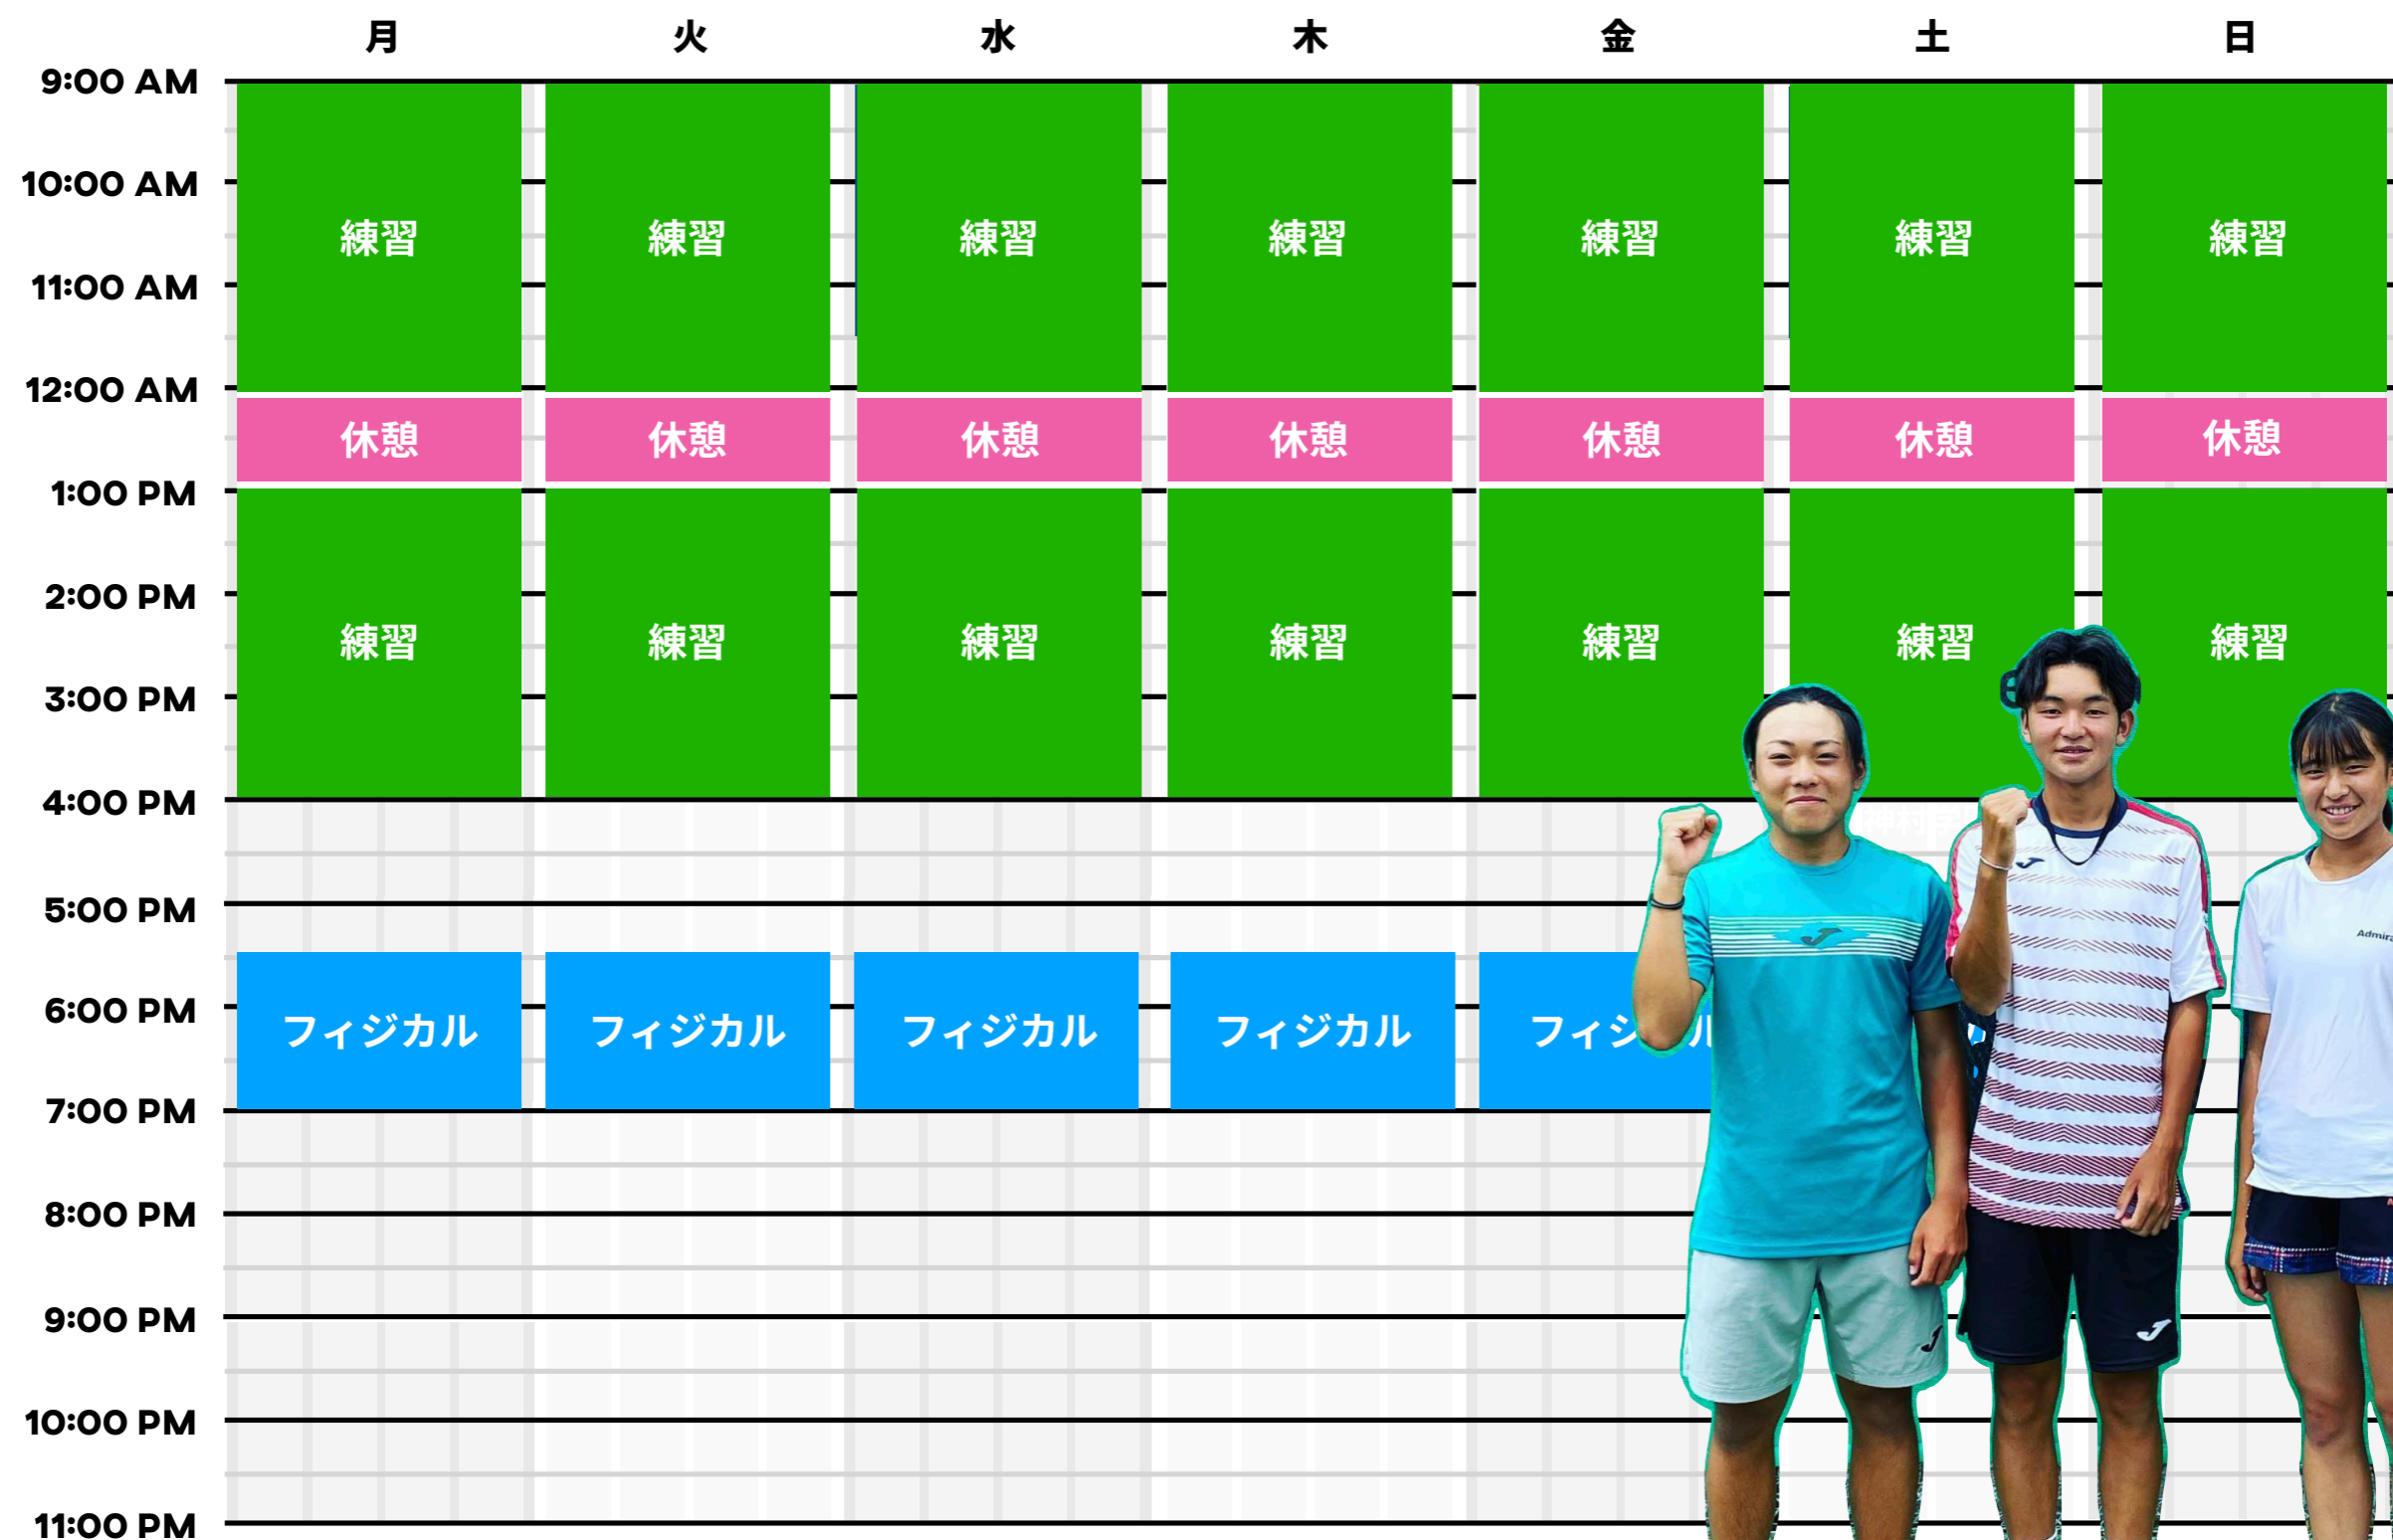 月 火 水 木 金 土 日
9:00 AM
10:00 AM
練習 練習 練習 練習 練習 練習 練習
11:00 AM
12:00 AM
休憩 休憩 休憩 休憩 休憩 休憩 休憩
1:00 PM
2:00 PM
練習 練習 練習 練習 練習 練習 練習
3:00 PM
4:00 PM
5:00 PM
6:00 PM
フィジカル フィジカル フィジカル フィジカル
7:00 PM
8:00 PM
9:00 PM
10:00 PM
11:00 PM